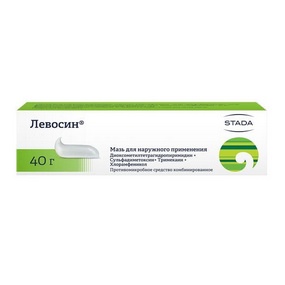 STADA
Левосин®
Мазь для наружного применения
Диоксометилтетрагидропиримидин +
Сульфадиметоксин + Тримекаин +
Хлорамфеникол
Противомикробное средство комбинированное
40 г